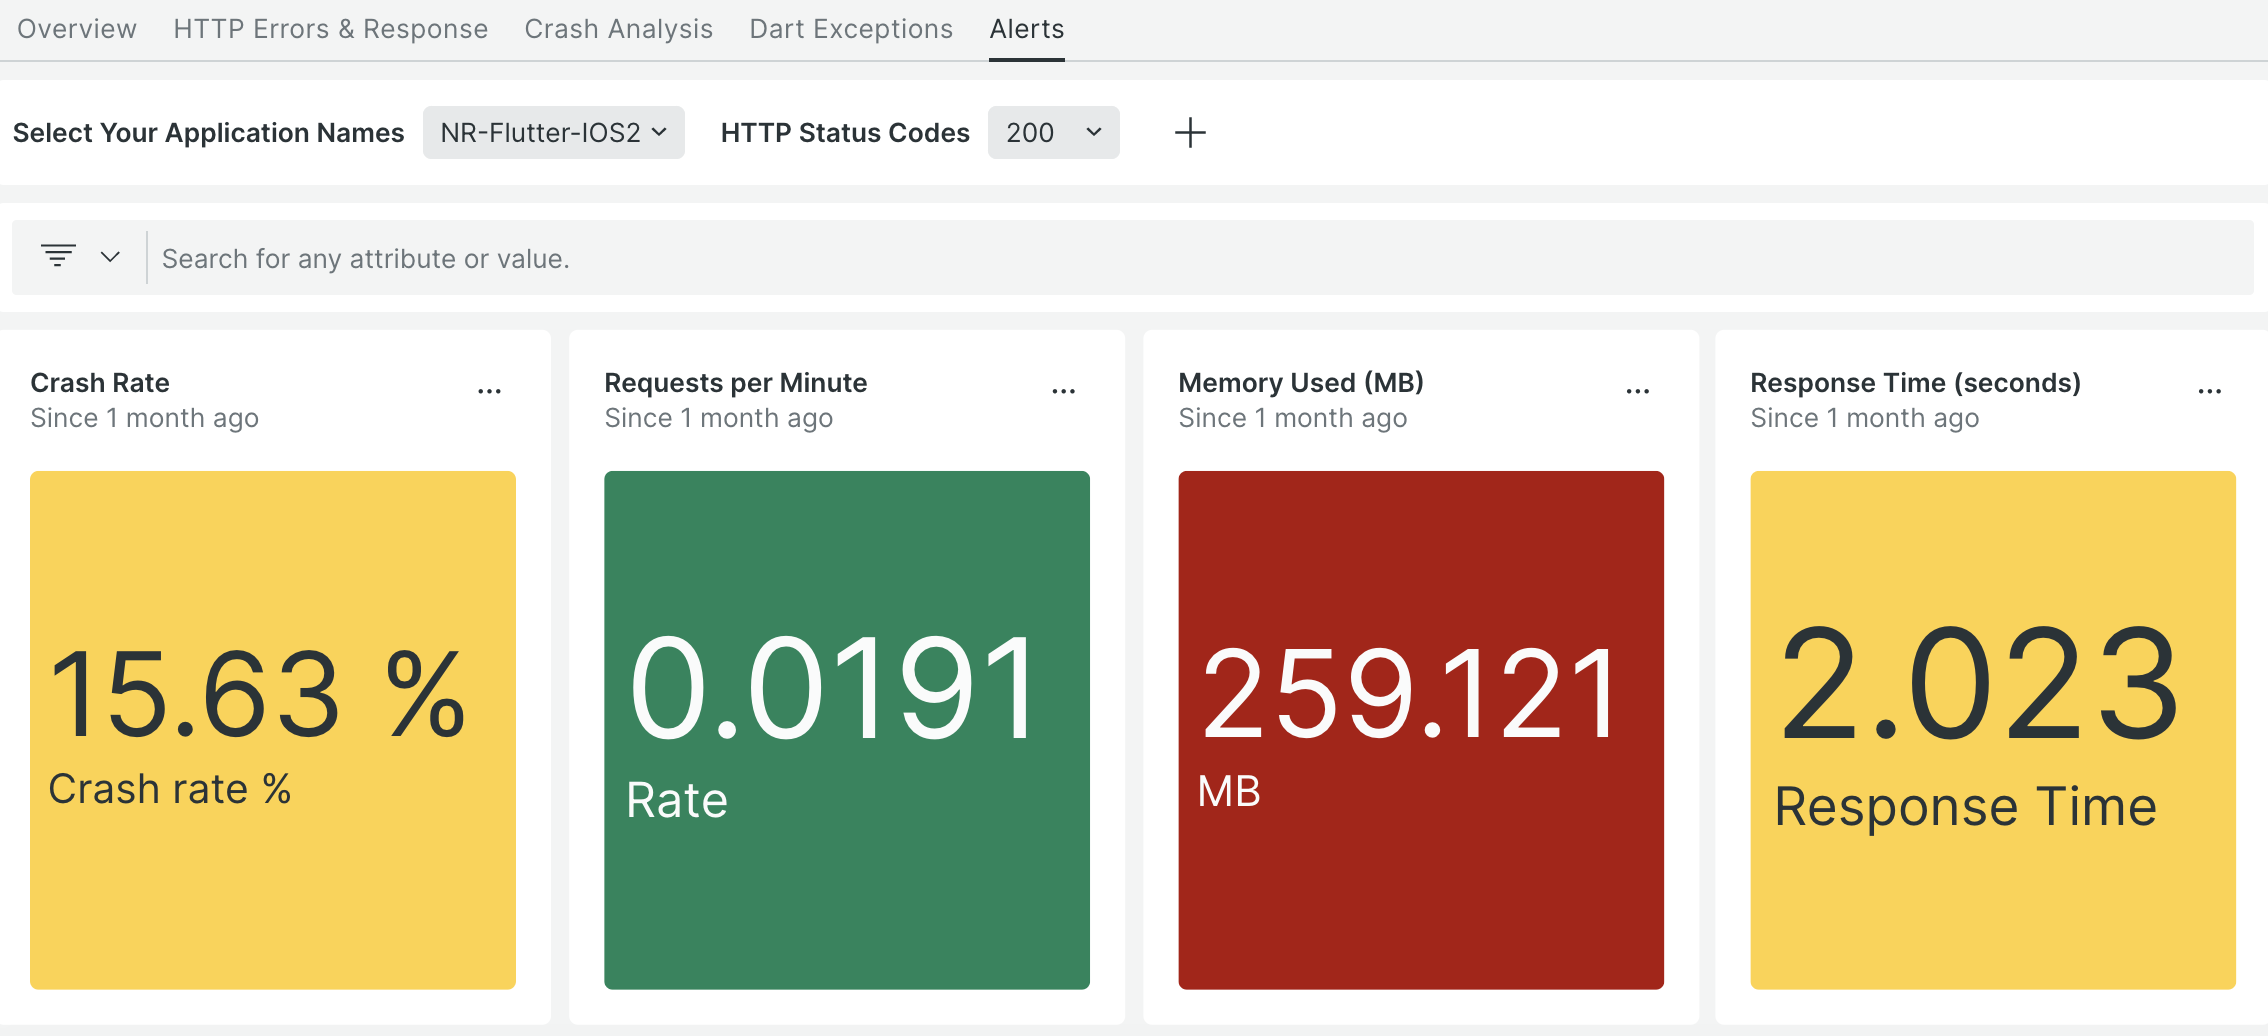 Overview HTTP Errors & Response Crash Analysis Dart Exceptions Alerts
Select Your Application Names NR-Flutter-IOS2 HTTP Status Codes 200
Search for any attribute or value.
Crash Rate
Since 1 month ago
15.63 %
Crash rate %
Requests per Minute
Since 1 month ago
0.0191
Rate
Memory Used (MB)
Since 1 month ago
259.121
MB
Response Time (seconds)
Since 1 month ago
2.023
Response Time